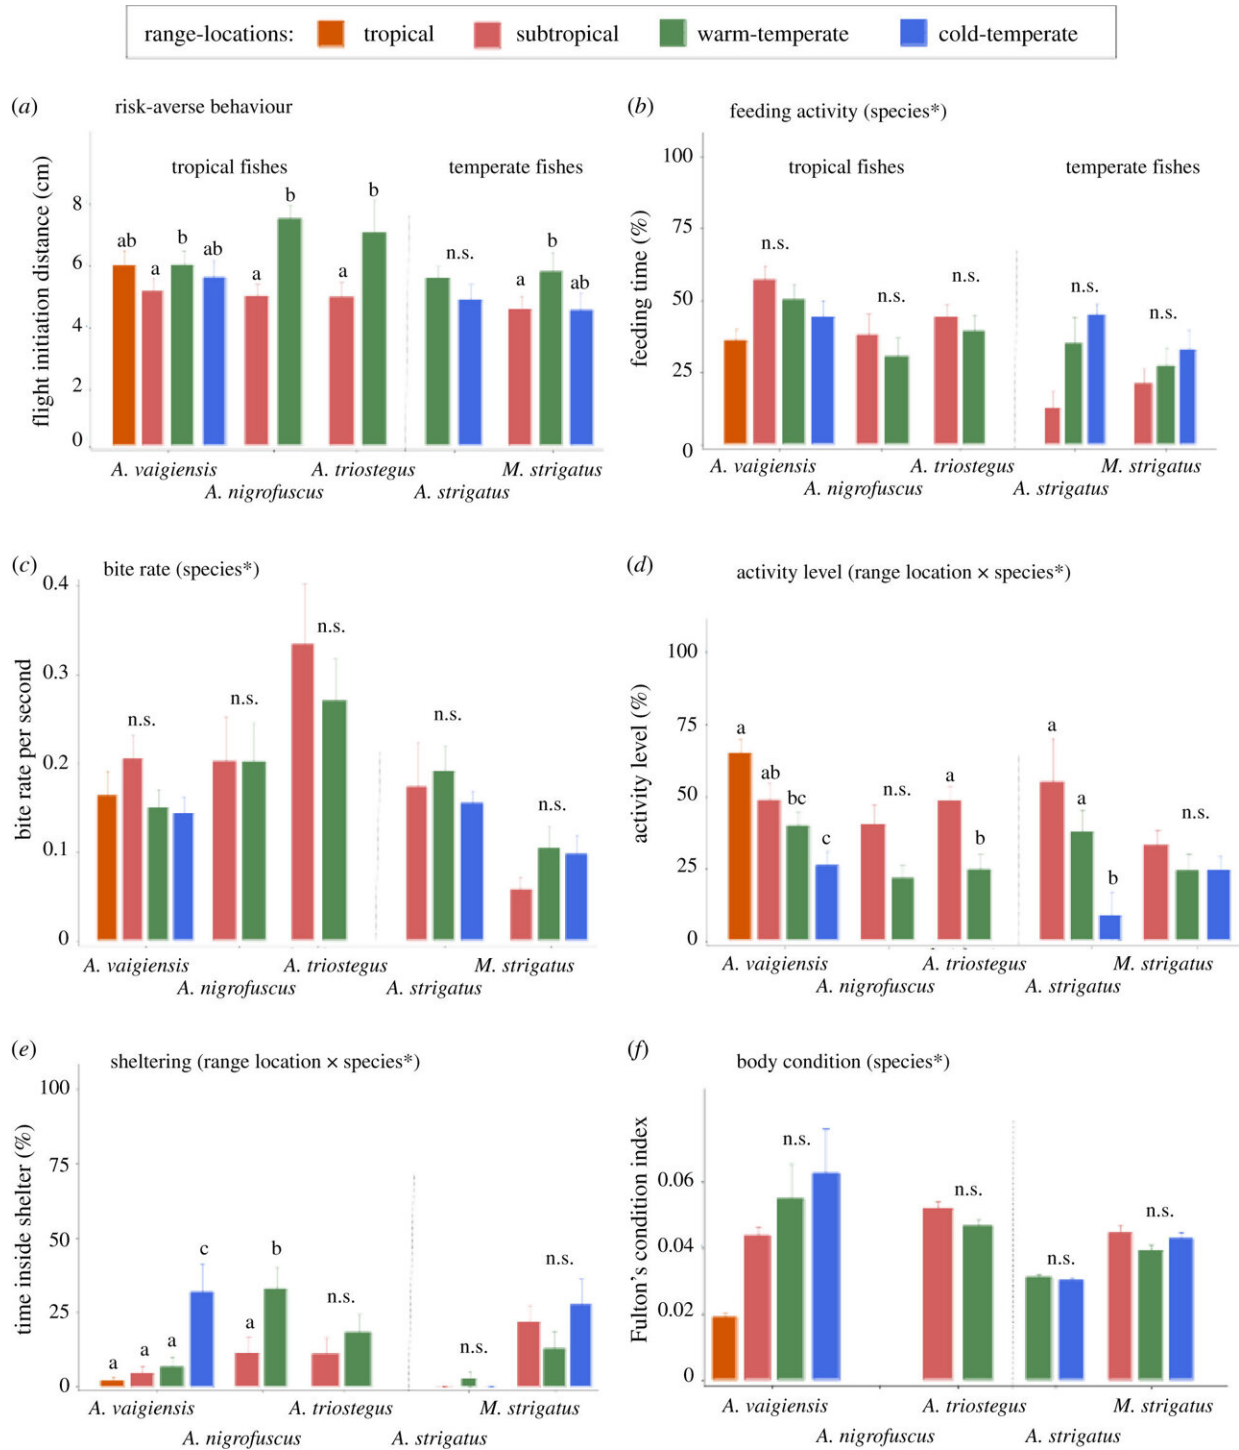 range-locations: tropical subtropical warm-temperate cold-temperate
(a) risk-averse behaviour
tropical fishes temperate fishes
flight initiation distance (cm)
8
6
4
2
0
ab a b ab a b a b n.s. a b ab
A. vaigiensis A. triostegus M. strigatus
A. nigrofuscus A. strigatus
(b) feeding activity (species*)
tropical fishes temperate fishes
feeding time (%)
100
75
50
25
0
n.s. n.s. n.s. n.s. n.s.
A. vaigiensis A. triostegus M. strigatus
A. nigrofuscus A. strigatus
(c) bite rate (species*)
bite rate per second
0.4
0.3
0.2
0.1
0
n.s. n.s. n.s. n.s. n.s.
A. vaigiensis A. triostegus M. strigatus
A. nigrofuscus A. strigatus
(d) activity level (range location × species*)
activity level (%)
100
75
50
25
0
a ab bc c n.s. a b a a b n.s.
A. vaigiensis A. triostegus M. strigatus
A. nigrofuscus A. strigatus
(e) sheltering (range location × species*)
time inside shelter (%)
100
75
50
25
0
a a a c a b n.s. n.s. n.s.
A. vaigiensis A. triostegus M. strigatus
A. nigrofuscus A. strigatus
(f) body condition (species*)
Fulton's condition index
0.06
0.04
0.02
0
n.s. n.s. n.s. n.s.
A. vaigiensis A. triostegus M. strigatus
A. nigrofuscus A. strigatus